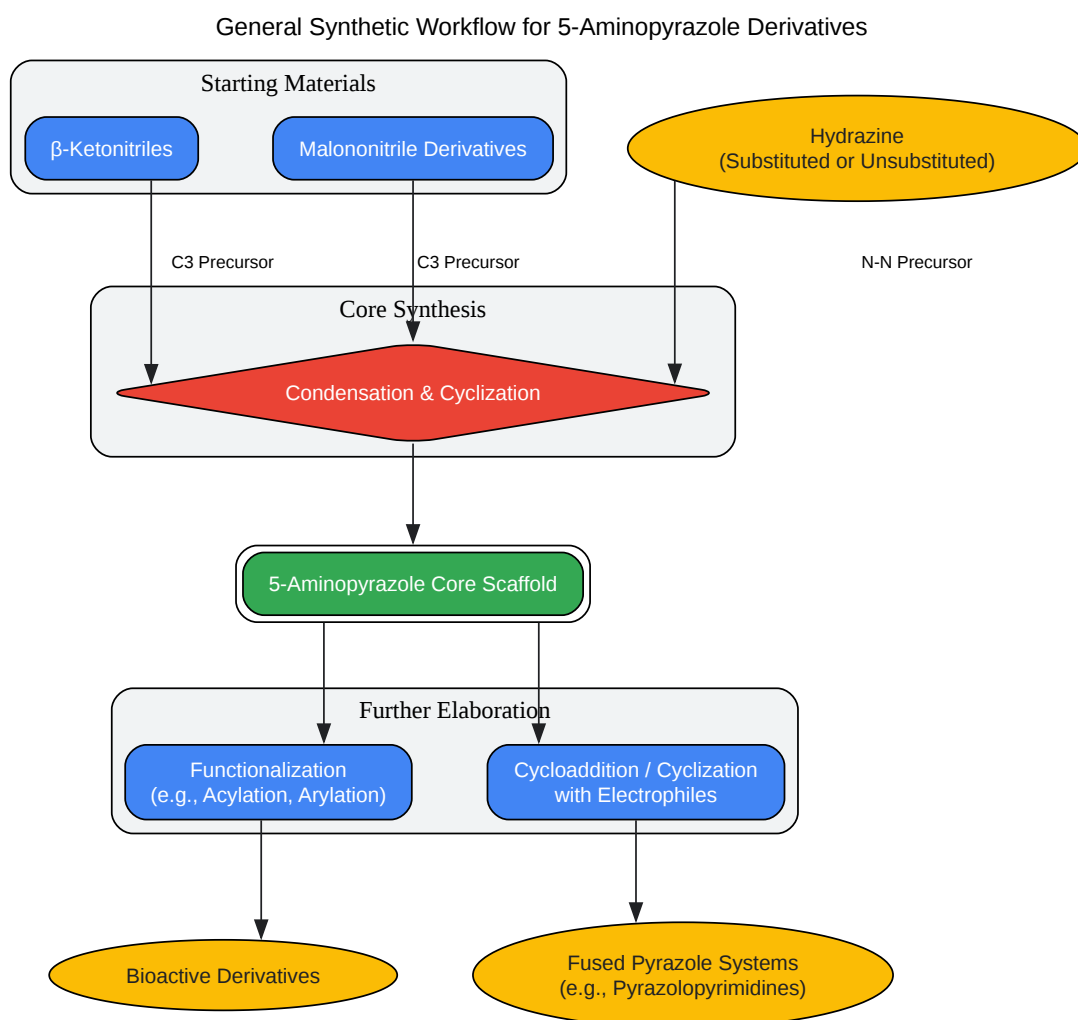 General Synthetic Workflow for 5-Aminopyrazole Derivatives
Starting Materials
β-Ketonitriles
Malononitrile Derivatives
Hydrazine
(Substituted or Unsubstituted)
C3 Precursor
C3 Precursor
N-N Precursor
Core Synthesis
Condensation & Cyclization
5-Aminopyrazole Core Scaffold
Further Elaboration
Functionalization
(e.g., Acylation, Arylation)
Cycloaddition / Cyclization
with Electrophiles
Bioactive Derivatives
Fused Pyrazole Systems
(e.g., Pyrazolopyrimidines)